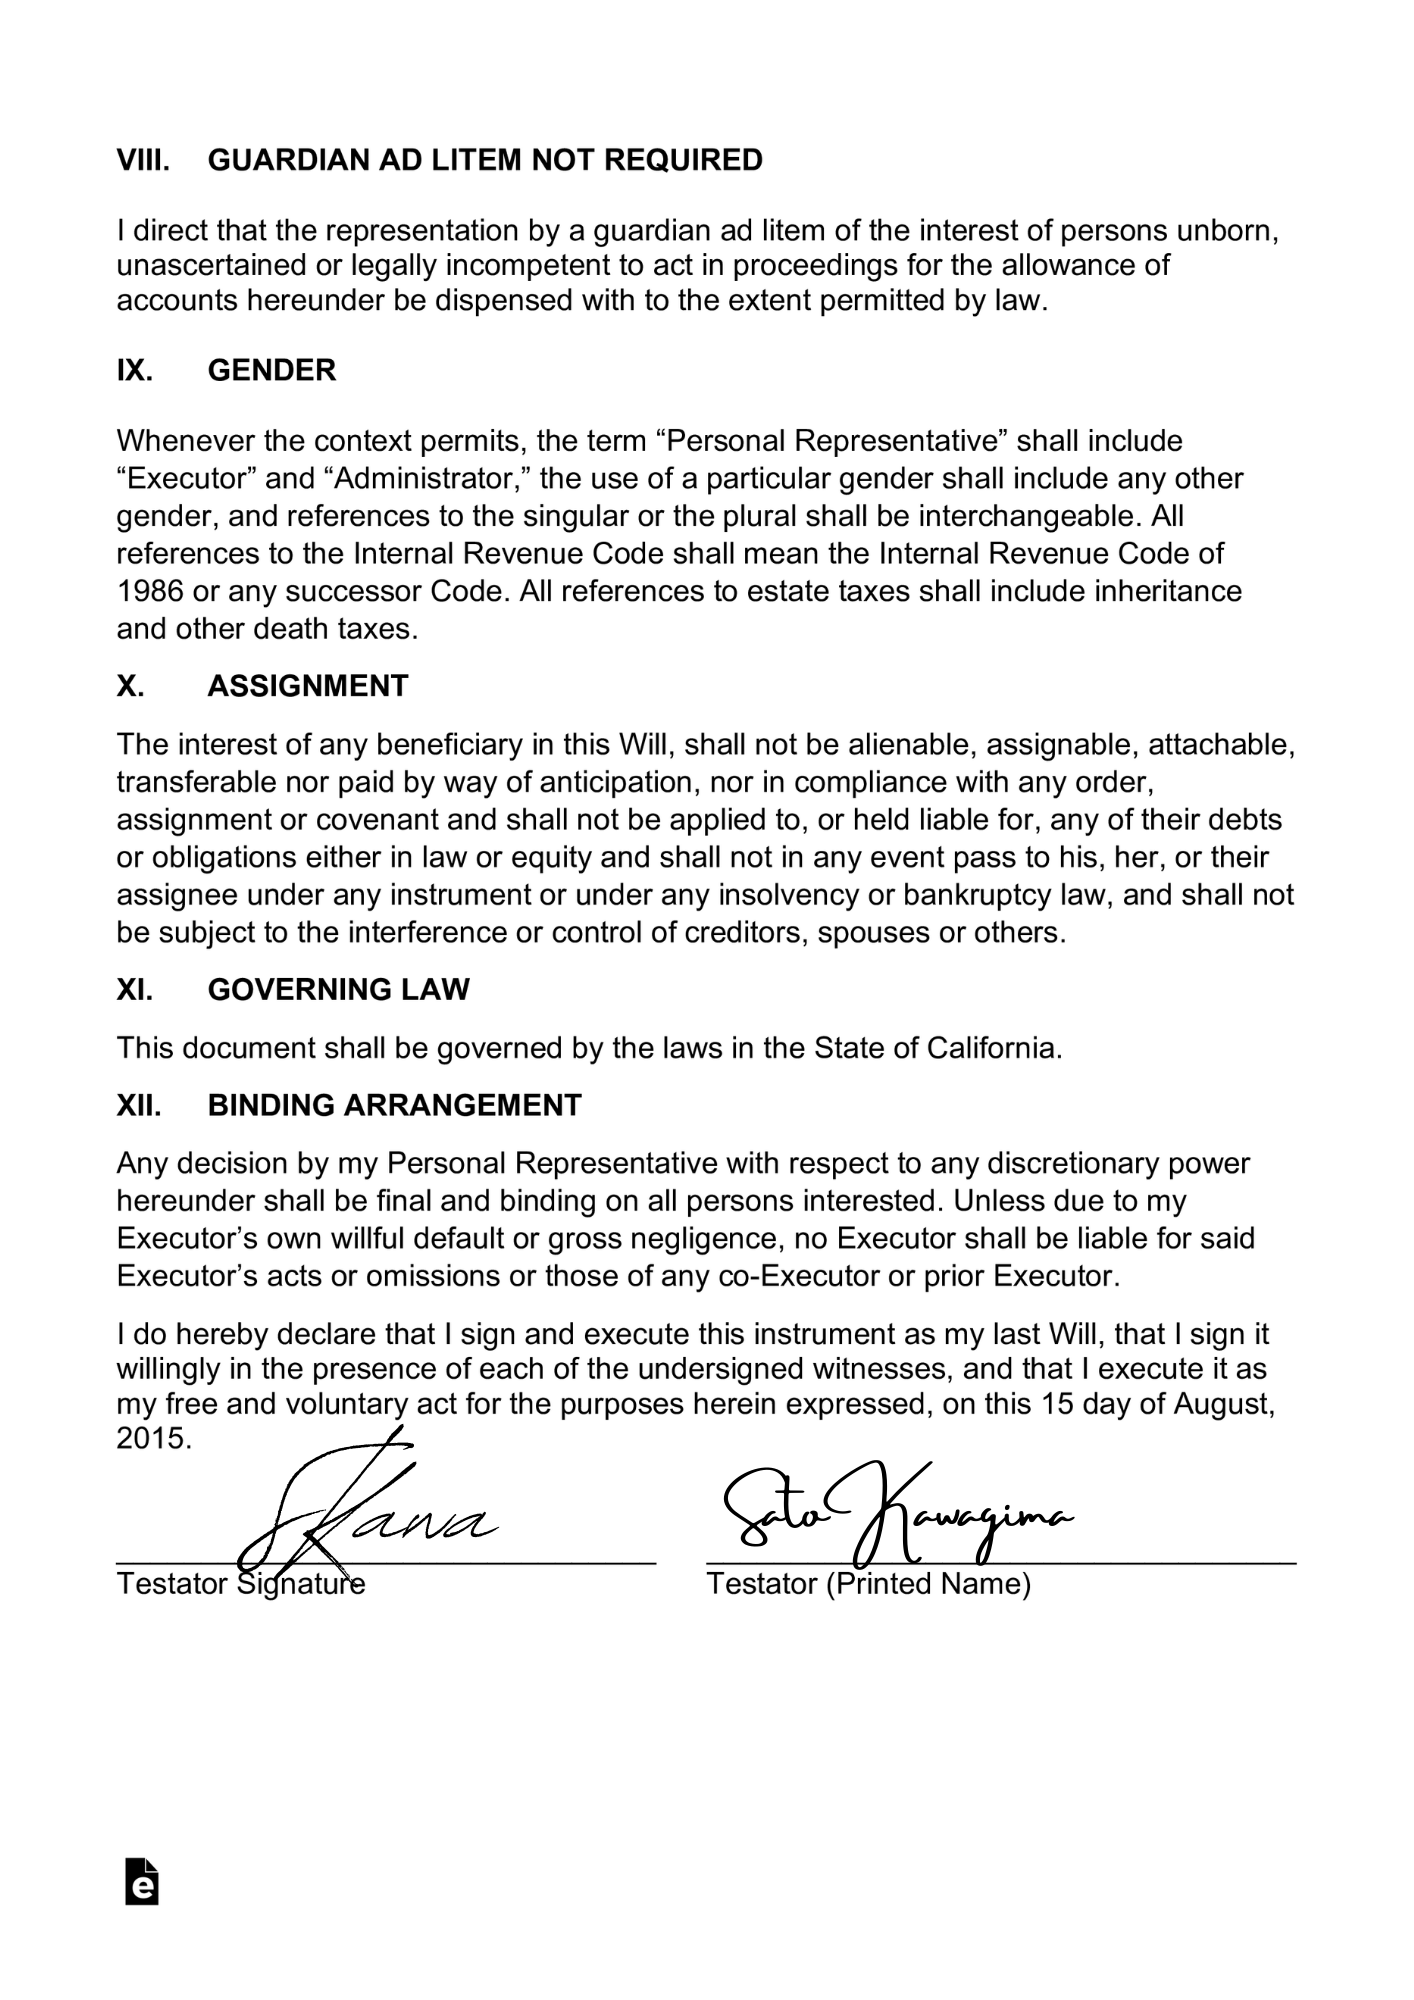 VIII. GUARDIAN AD LITEM NOT REQUIRED
I direct that the representation by a guardian ad litem of the interest of persons unborn,
unascertained or legally incompetent to act in proceedings for the allowance of
accounts hereunder be dispensed with to the extent permitted by law.
IX. GENDER
Whenever the context permits, the term “Personal Representative” shall include
“Executor” and “Administrator,” the use of a particular gender shall include any other
gender, and references to the singular or the plural shall be interchangeable. All
references to the Internal Revenue Code shall mean the Internal Revenue Code of
1986 or any successor Code. All references to estate taxes shall include inheritance
and other death taxes.
X. ASSIGNMENT
The interest of any beneficiary in this Will, shall not be alienable, assignable, attachable,
transferable nor paid by way of anticipation, nor in compliance with any order,
assignment or covenant and shall not be applied to, or held liable for, any of their debts
or obligations either in law or equity and shall not in any event pass to his, her, or their
assignee under any instrument or under any insolvency or bankruptcy law, and shall not
be subject to the interference or control of creditors, spouses or others.
XI. GOVERNING LAW
This document shall be governed by the laws in the State of California.
XII. BINDING ARRANGEMENT
Any decision by my Personal Representative with respect to any discretionary power
hereunder shall be final and binding on all persons interested. Unless due to my
Executor’s own willful default or gross negligence, no Executor shall be liable for said
Executor’s acts or omissions or those of any co-Executor or prior Executor.
I do hereby declare that I sign and execute this instrument as my last Will, that I sign it
willingly in the presence of each of the undersigned witnesses, and that I execute it as
my free and voluntary act for the purposes herein expressed, on this 15 day of August,
2015.
SKawa Sato Kawagima
Testator Signature Testator (Printed Name)
e